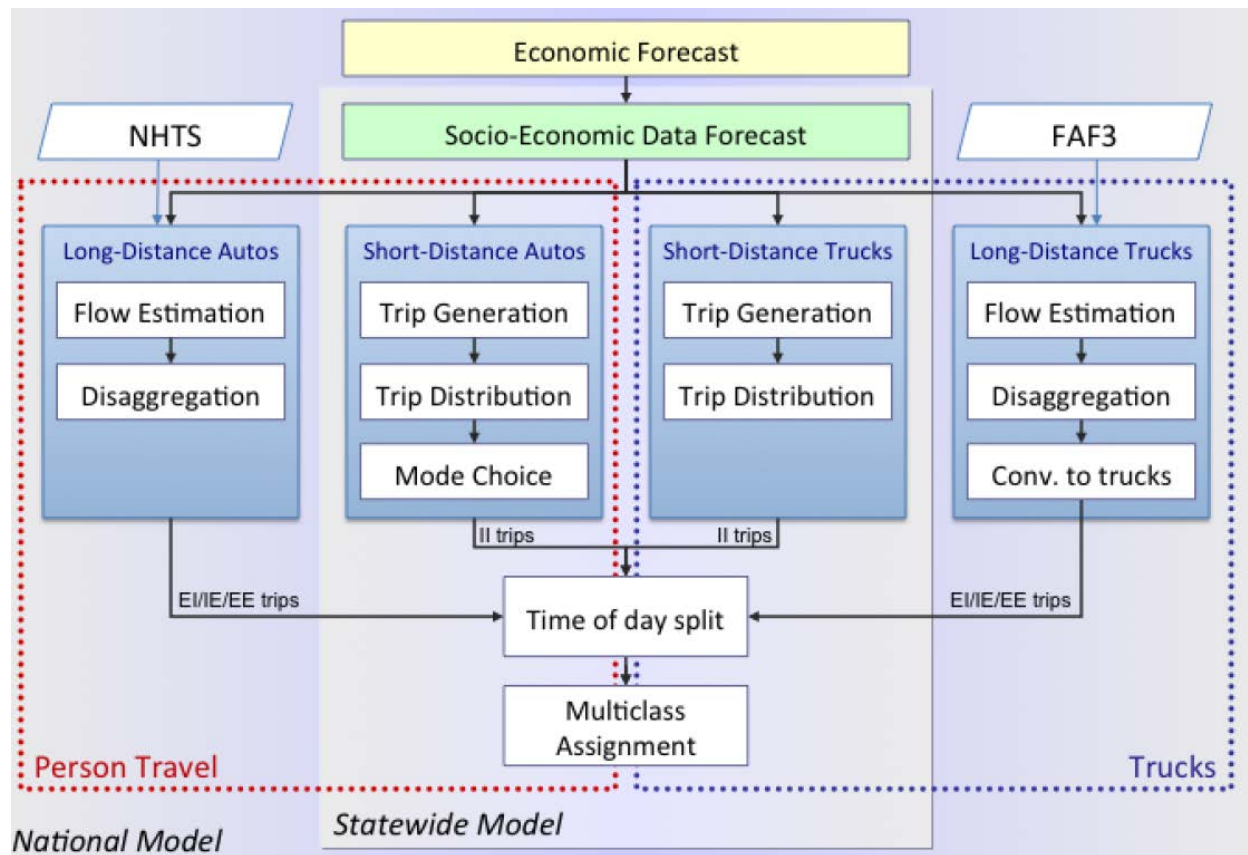 Economic Forecast
NHTS
Socio-Economic Data Forecast
FAF3
Long-Distance Autos
Flow Estimation
Disaggregation
Short-Distance Autos
Trip Generation
Trip Distribution
Mode Choice
Short-Distance Trucks
Trip Generation
Trip Distribution
Long-Distance Trucks
Flow Estimation
Disaggregation
Conv. to trucks
II trips
II trips
EI/IE/EE trips
EI/IE/EE trips
Time of day split
Multiclass
Assignment
Person Travel
Trucks
National Model
Statewide Model